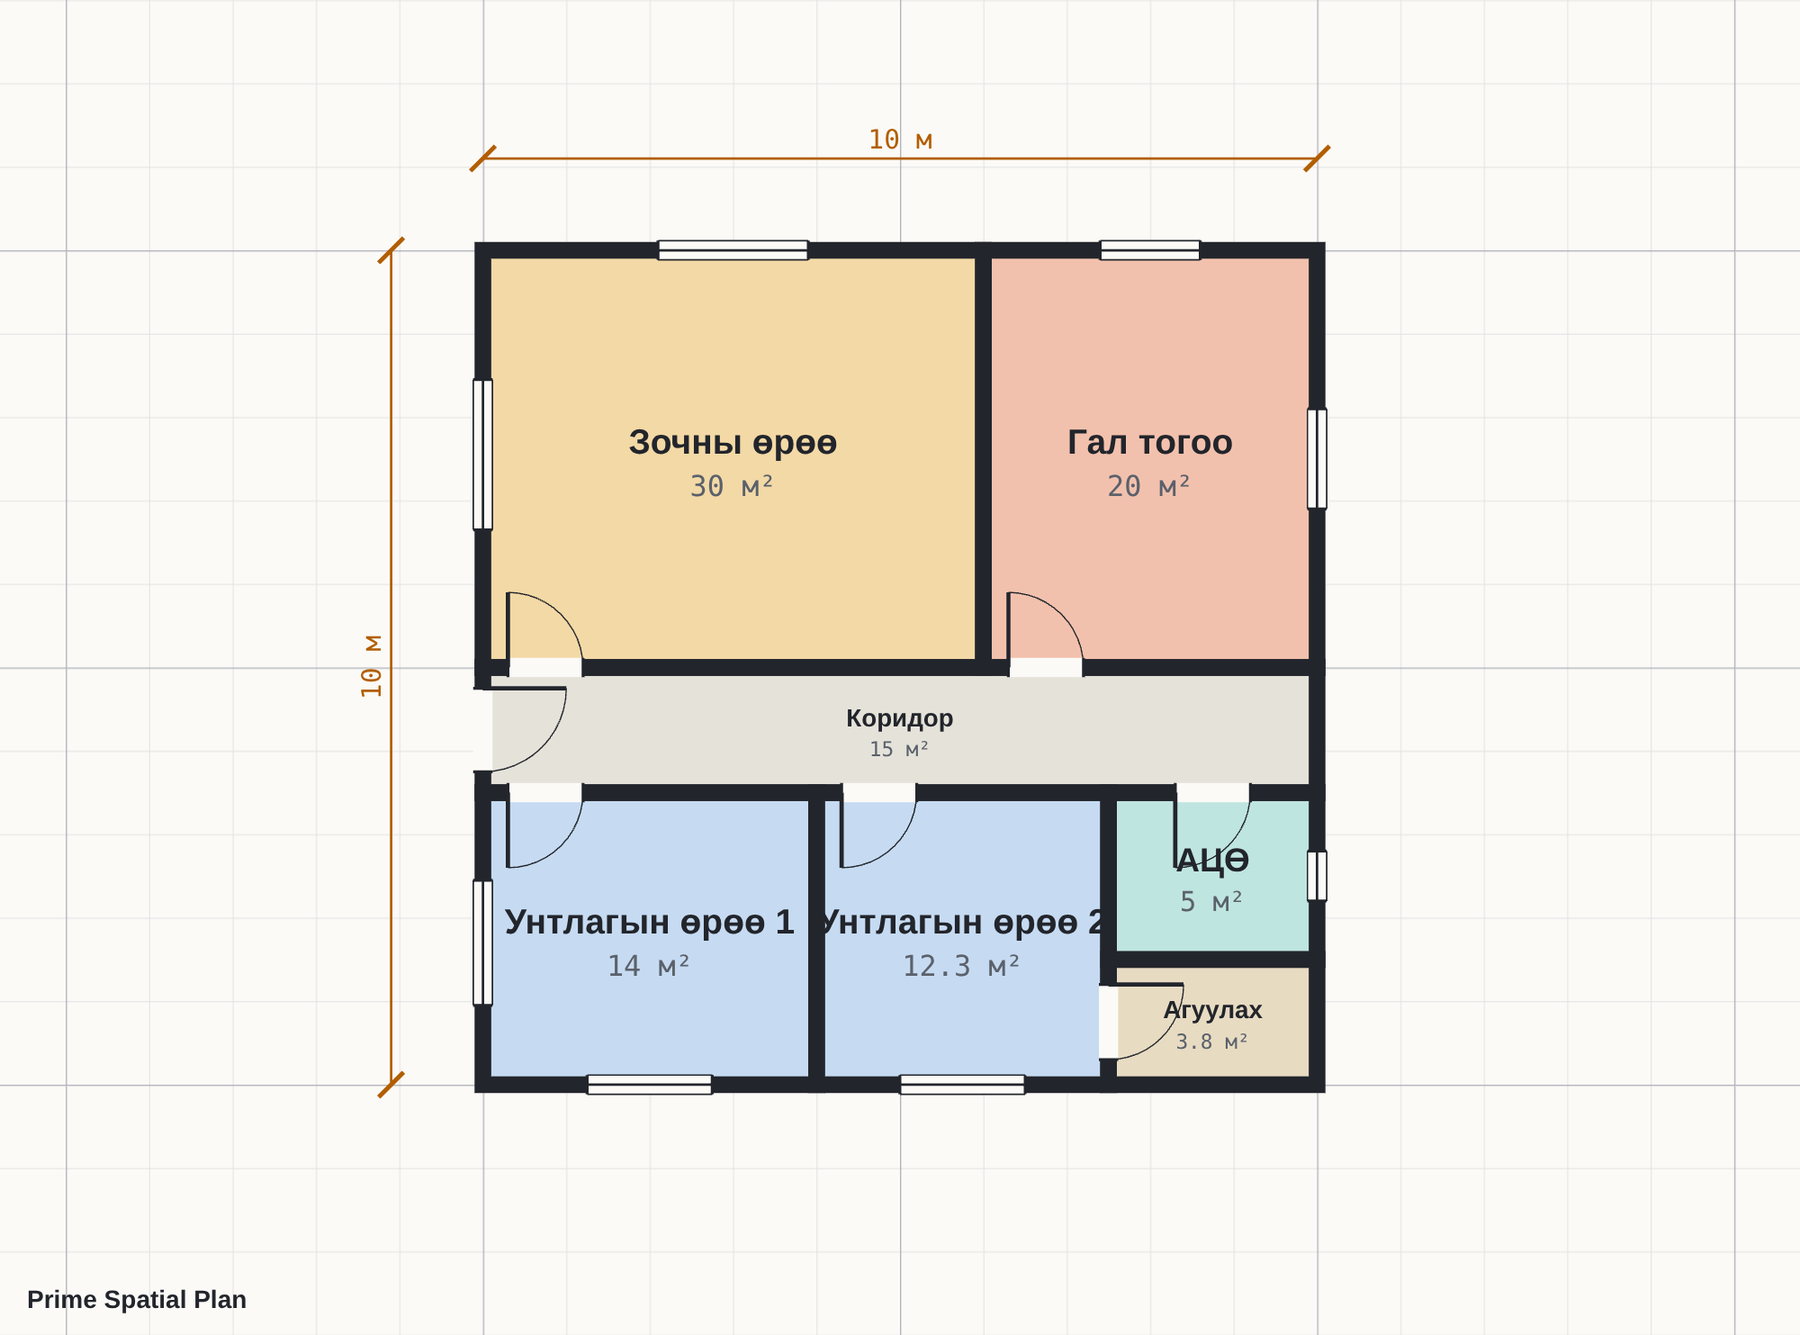 10 м
10 м
Зочны өрөө
30 м²
Гал тогоо
20 м²
Коридор
15 м²
Унтлагын өрөө 1
14 м²
Унтлагын өрөө 2
12.3 м²
АЦӨ
5 м²
Агуулах
3.8 м²
Prime Spatial Plan